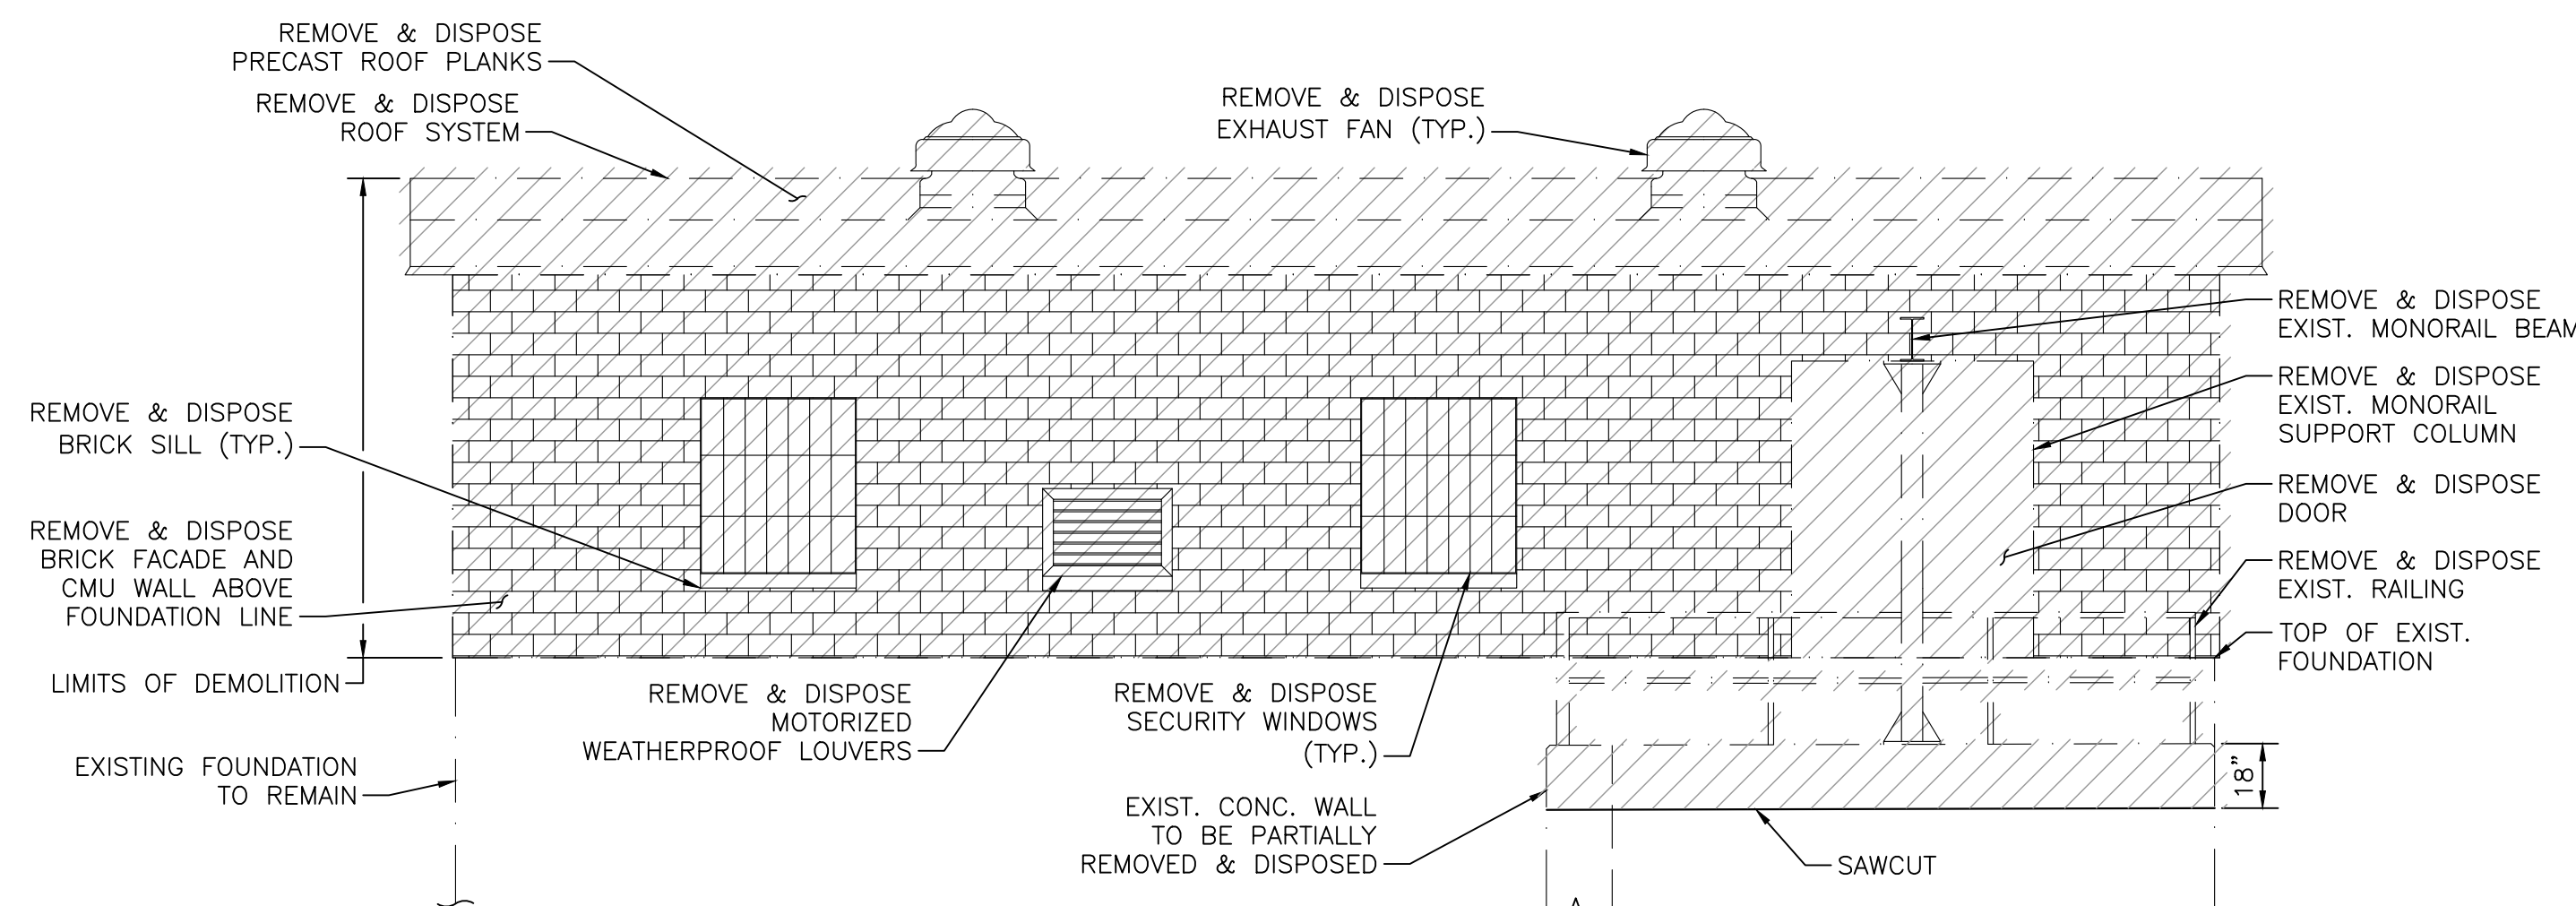 REMOVE & DISPOSE
PRECAST ROOF PLANKS
REMOVE & DISPOSE
ROOF SYSTEM
REMOVE & DISPOSE
EXHAUST FAN (TYP.)
REMOVE & DISPOSE
EXIST. MONORAIL BEAM
REMOVE & DISPOSE
EXIST. MONORAIL
SUPPORT COLUMN
REMOVE & DISPOSE
DOOR
REMOVE & DISPOSE
EXIST. RAILING
TOP OF EXIST.
FOUNDATION
REMOVE & DISPOSE
BRICK SILL (TYP.)
REMOVE & DISPOSE
BRICK FACADE AND
CMU WALL ABOVE
FOUNDATION LINE
LIMITS OF DEMOLITION
EXISTING FOUNDATION
TO REMAIN
REMOVE & DISPOSE
MOTORIZED
WEATHERPROOF LOUVERS
REMOVE & DISPOSE
SECURITY WINDOWS
(TYP.)
EXIST. CONC. WALL
TO BE PARTIALLY
REMOVED & DISPOSED
SAWCUT
18"